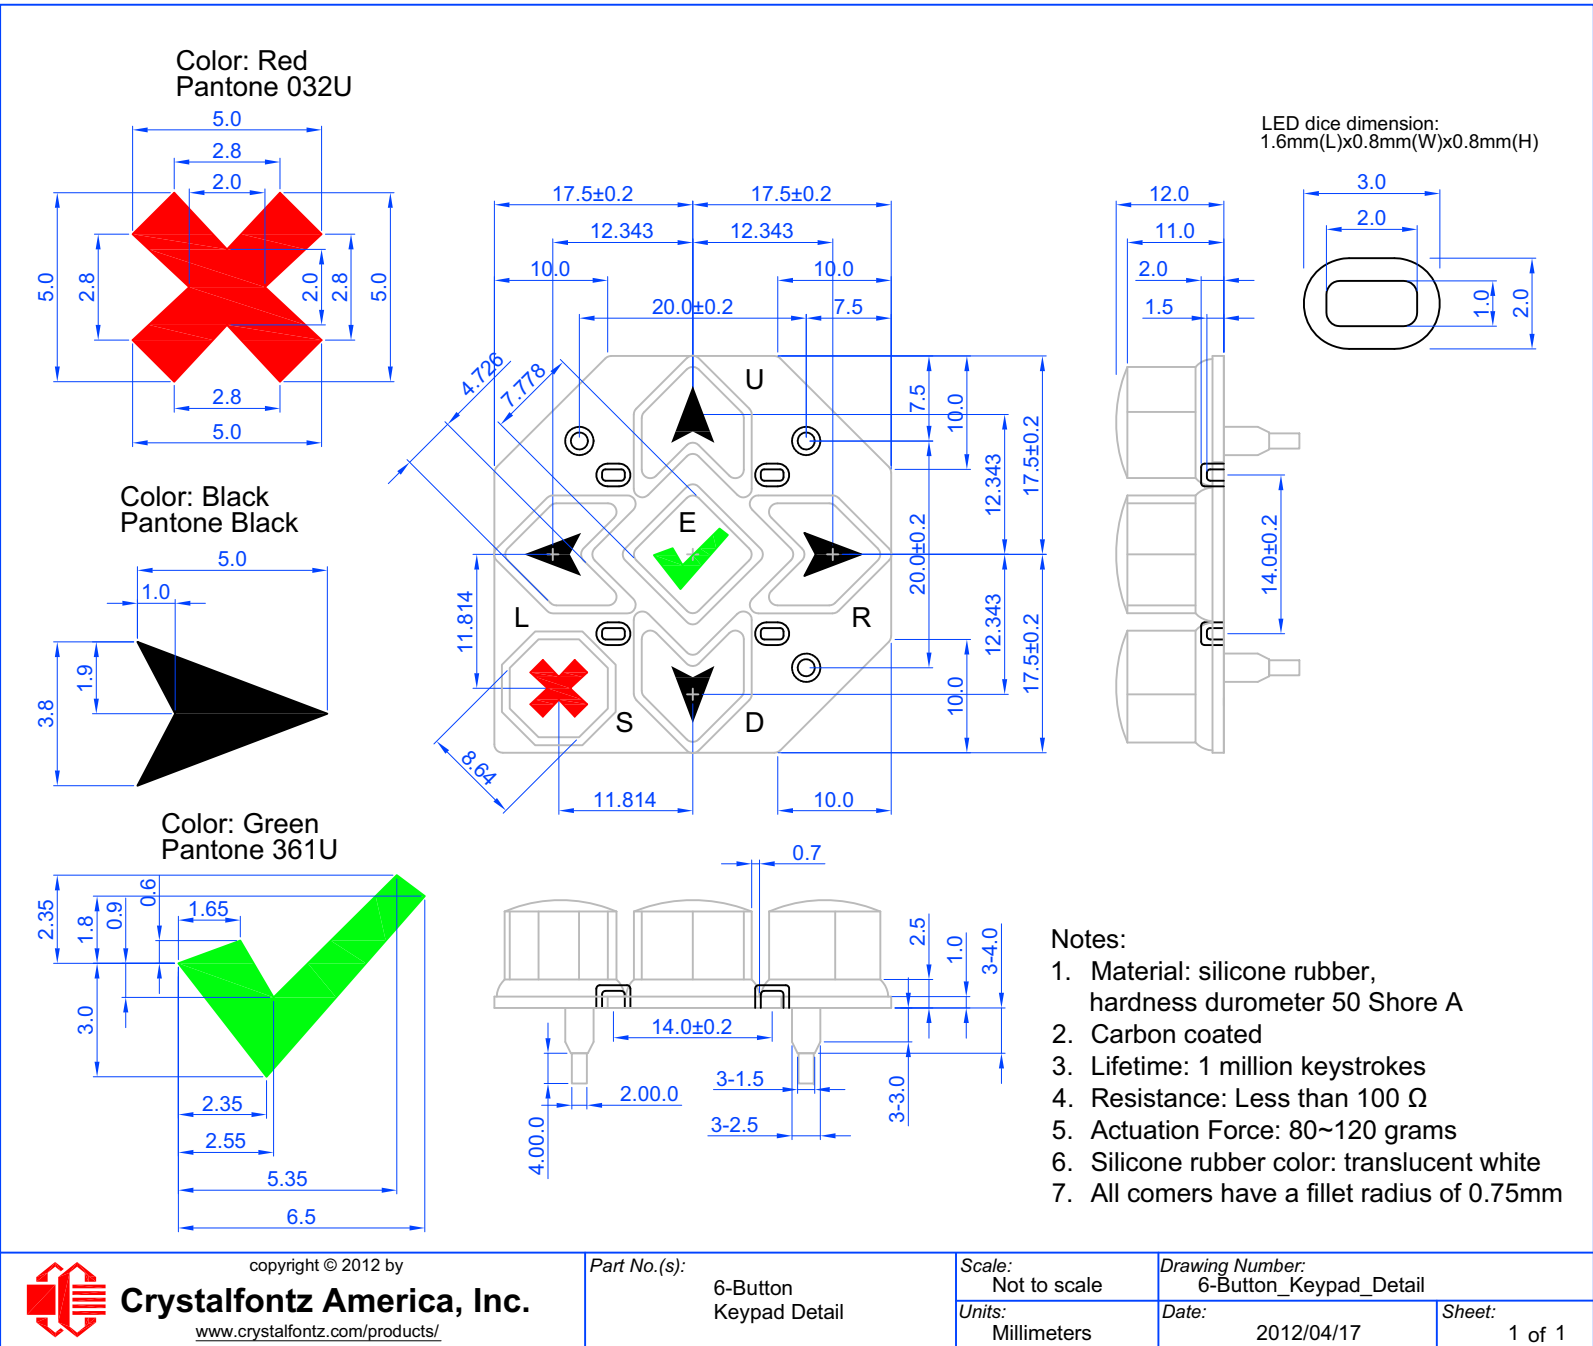 Color: Red
Pantone 032U
5.0
2.8
2.0
5.0
2.8
2.0
2.8
5.0
2.8
5.0
Color: Black
Pantone Black
5.0
1.0
1.9
3.8
Color: Green
Pantone 361U
2.35
1.8
0.9
0.6
1.65
3.0
2.35
2.55
5.35
6.5
17.5±0.2
17.5±0.2
12.343
12.343
10.0
10.0
20.0±0.2
7.5
4.726
7.778
U
E
L
R
S
D
7.5
10.0
12.343
17.5±0.2
20.0±0.2
12.343
17.5±0.2
10.0
11.814
8.64
11.814
10.0
12.0
11.0
2.0
1.5
14.0±0.2
LED dice dimension:
1.6mm(L)x0.8mm(W)x0.8mm(H)
3.0
2.0
1.0
2.0
0.7
2.5
1.0
3-4.0
14.0±0.2
3-1.5
2.00.0
3-2.5
4.00.0
3-3.0
Notes:
1. Material: silicone rubber,
hardness durometer 50 Shore A
2. Carbon coated
3. Lifetime: 1 million keystrokes
4. Resistance: Less than 100 Ω
5. Actuation Force: 80~120 grams
6. Silicone rubber color: translucent white
7. All comers have a fillet radius of 0.75mm
copyright © 2012 by
Crystalfontz America, Inc.
www.crystalfontz.com/products/
Part No.(s):
6-Button
Keypad Detail
Scale:
Not to scale
Drawing Number:
6-Button_Keypad_Detail
Units:
Millimeters
Date:
2012/04/17
Sheet:
1 of 1